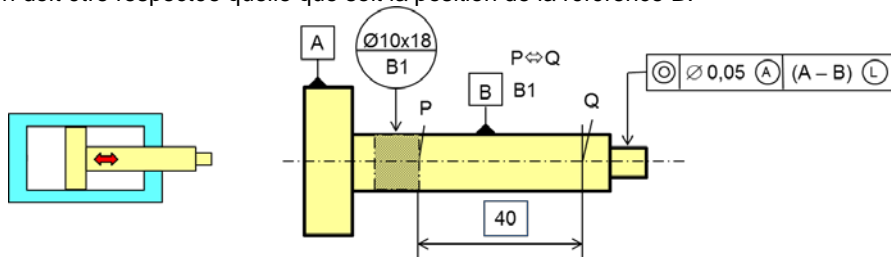 n doit être respectée quelle que soit la position de la référence B.
A
Ø10x18
B1
P⇔Q
B
B1
P
Q
◎ ⌀ 0,05 Ⓐ (A – B) Ⓛ
40